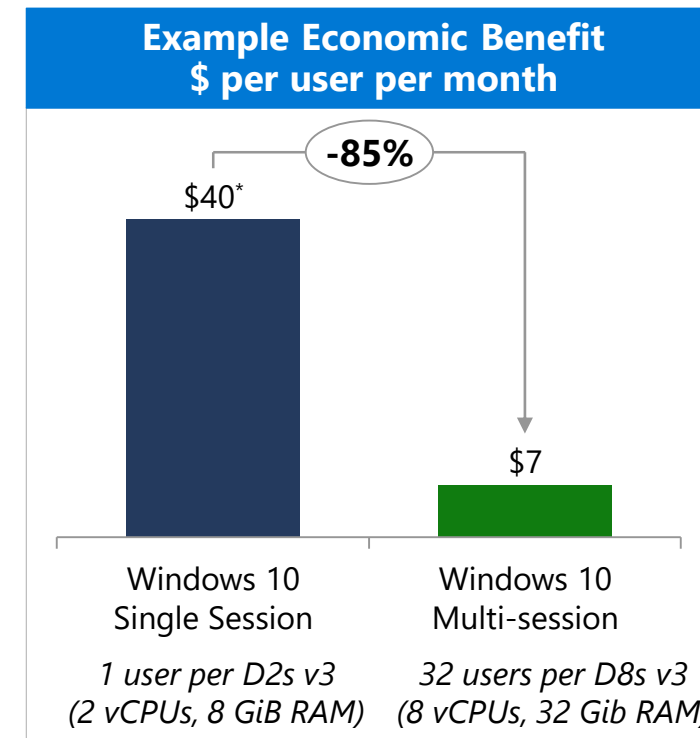 Example Economic Benefit
$ per user per month
-85%
$40*
$7
Windows 10
Single Session
Windows 10
Multi-session
1 user per D2s v3
(2 vCPUs, 8 GiB RAM)
32 users per D8s v3
(8 vCPUs, 32 Gib RAM)